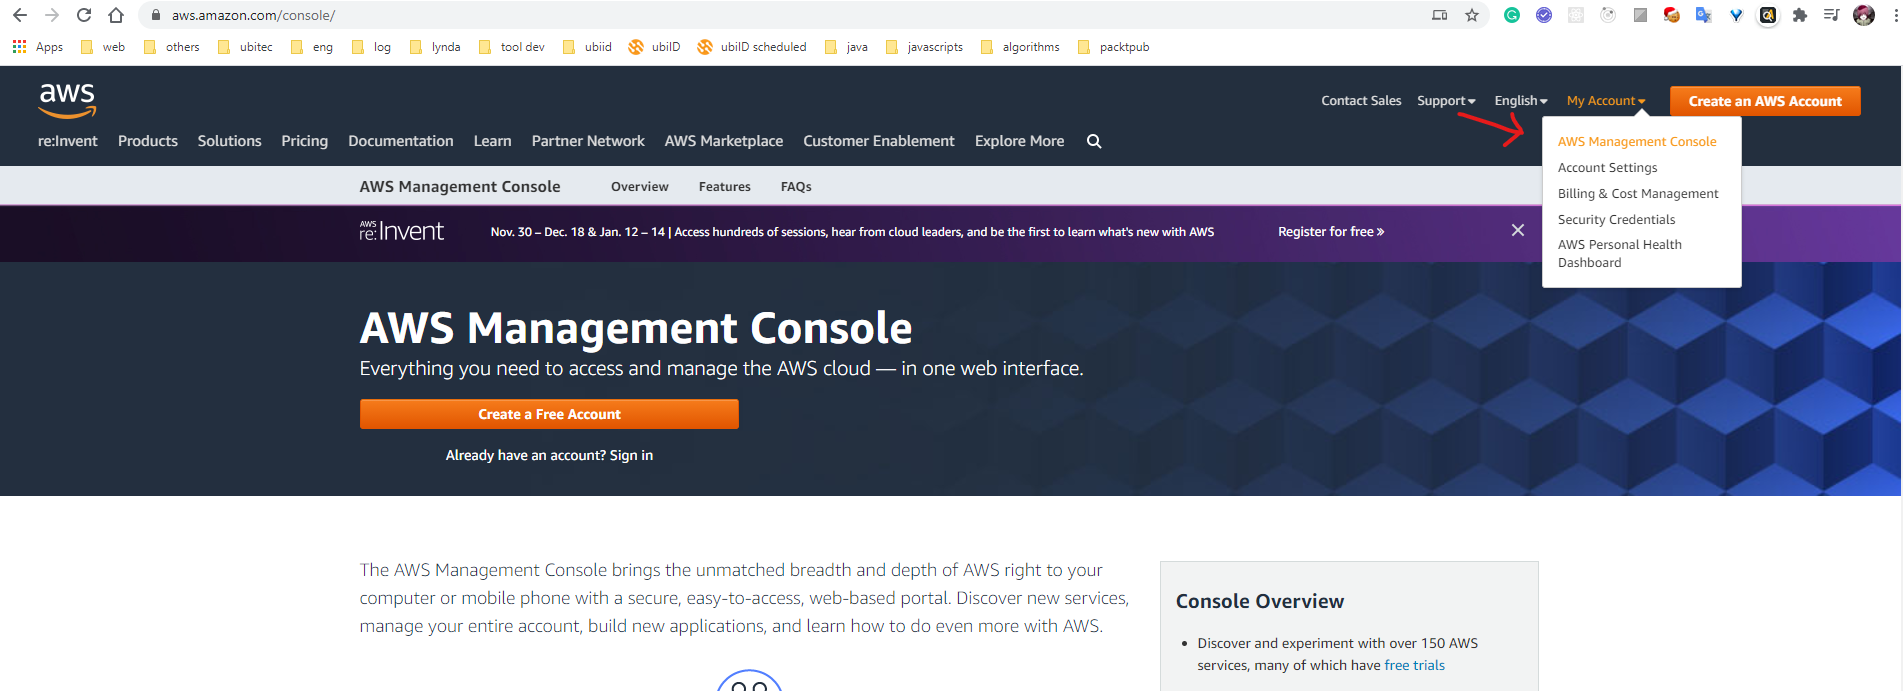 aws.amazon.com/console/
Apps web others ubitec eng log lynda tool dev ubiid ubiID ubiID scheduled java javascripts algorithms packtpub
aws
Contact Sales Support English My Account Create an AWS Account
re:Invent Products Solutions Pricing Documentation Learn Partner Network AWS Marketplace Customer Enablement Explore More
AWS Management Console
Account Settings
Billing & Cost Management
Security Credentials
AWS Personal Health
Dashboard
AWS Management Console Overview Features FAQs
AWS
re:Invent Nov. 30 – Dec. 18 & Jan. 12 – 14 | Access hundreds of sessions, hear from cloud leaders, and be the first to learn what's new with AWS Register for free »
AWS Management Console
Everything you need to access and manage the AWS cloud — in one web interface.
Create a Free Account
Already have an account? Sign in
The AWS Management Console brings the unmatched breadth and depth of AWS right to your
computer or mobile phone with a secure, easy-to-access, web-based portal. Discover new services,
manage your entire account, build new applications, and learn how to do even more with AWS.
Console Overview
• Discover and experiment with over 150 AWS
services, many of which have free trials